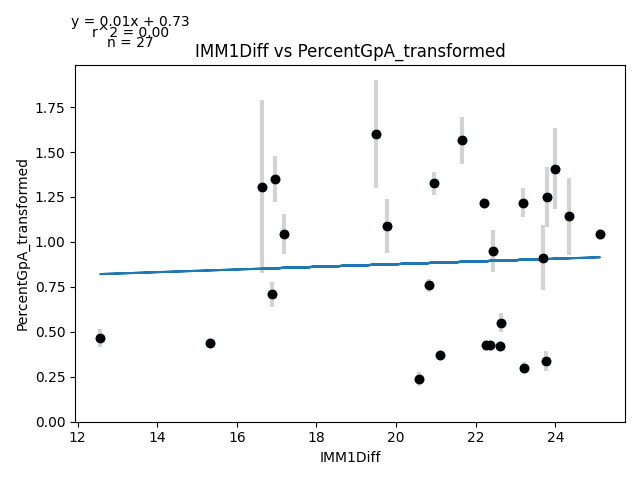 y = 0.01x + 0.73
r^2 = 0.00
n = 27
IMM1Diff vs PercentGpA_transformed
PercentGpA_transformed
1.75
1.50
1.25
1.00
0.75
0.50
0.25
0.00
12 14 16 18 20 22 24
IMM1Diff